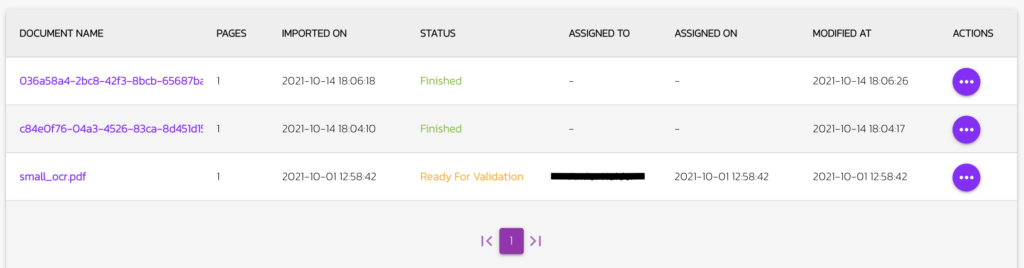 DOCUMENT NAME PAGES IMPORTED ON STATUS ASSIGNED TO ASSIGNED ON MODIFIED AT ACTIONS
036a58a4-2bc8-42f3-8bcb-65687ba 1 2021-10-14 18:06:18 Finished - - 2021-10-14 18:06:26
c84e0f76-04a3-4526-83ca-8d451d15 1 2021-10-14 18:04:10 Finished - - 2021-10-14 18:04:17
small_ocr.pdf 1 2021-10-01 12:58:42 Ready For Validation 2021-10-01 12:58:42 2021-10-01 12:58:42
1